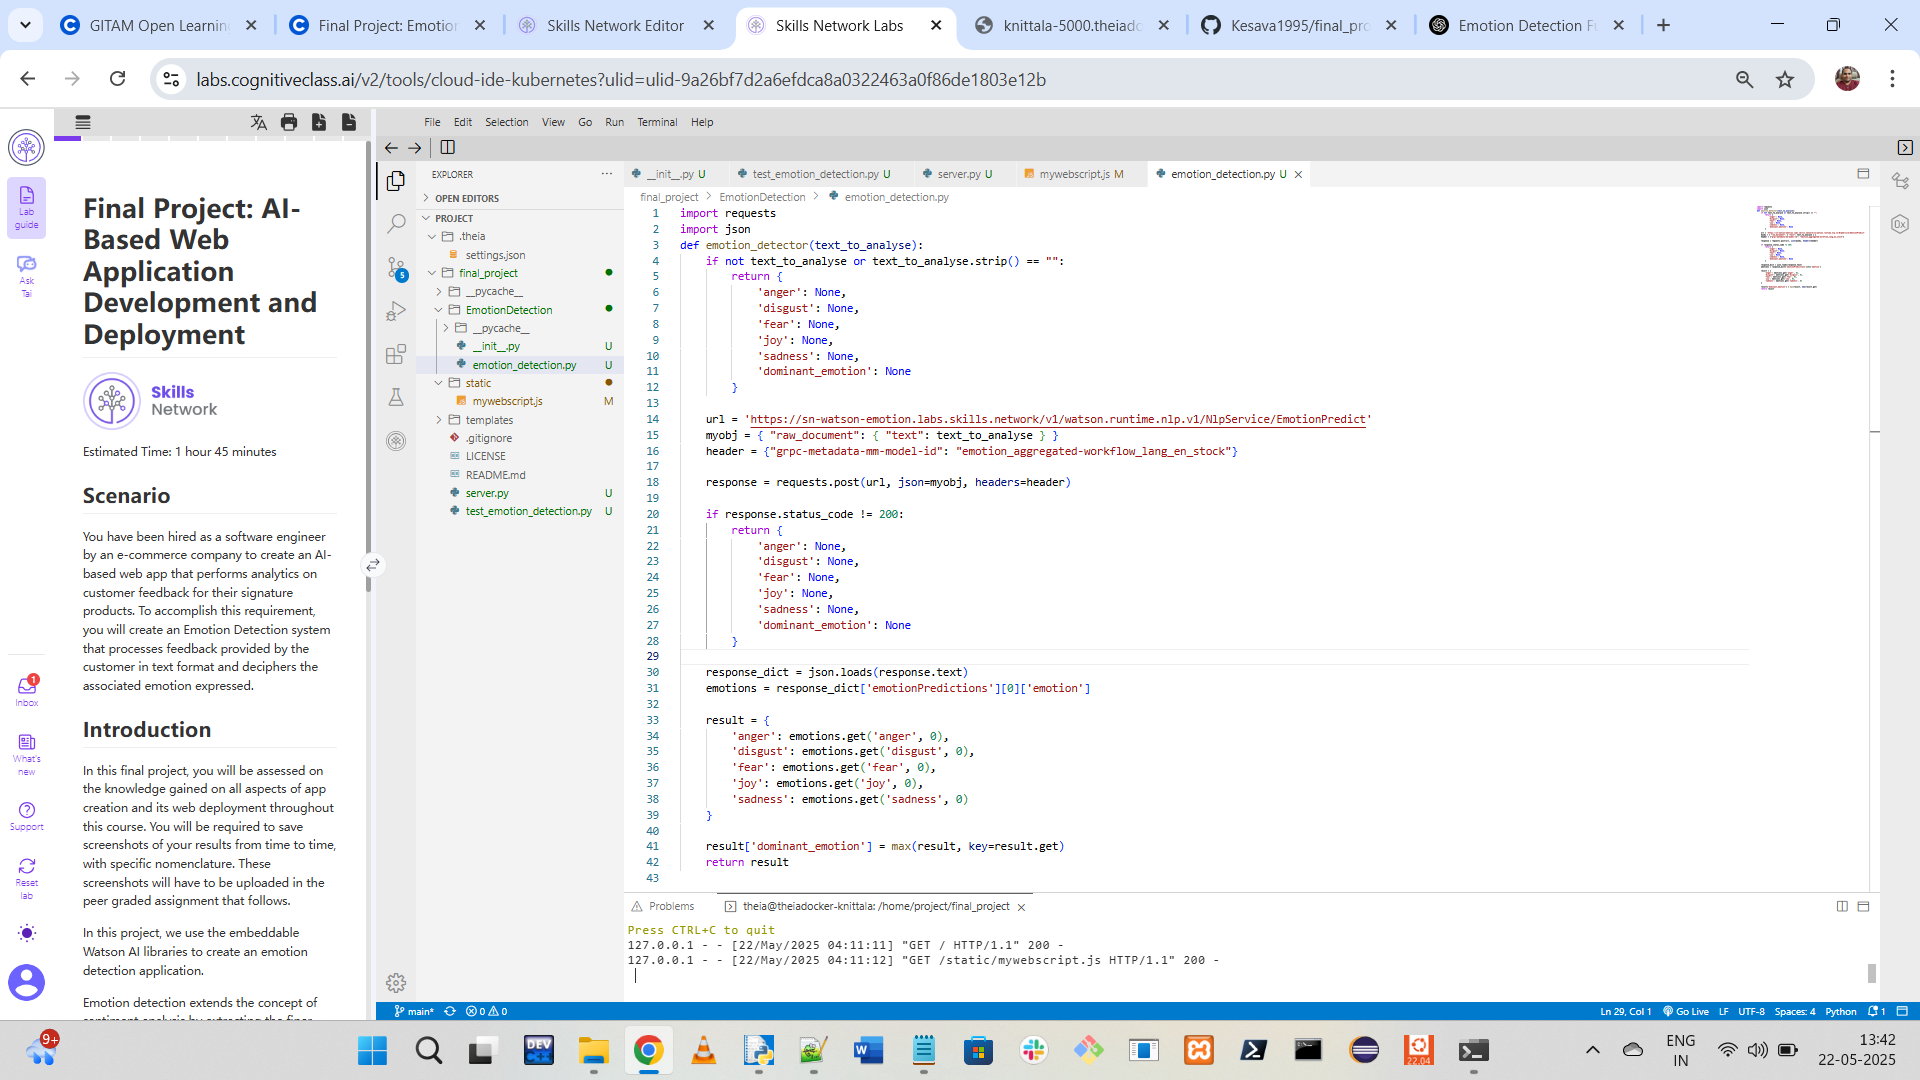 GITAM Open Learnin
Final Project: Emotio
Skills Network Editor
Skills Network Labs
knittala-5000.theiado
Kesava1995/final_pro
Emotion Detection F
labs.cognitiveclass.ai/v2/tools/cloud-ide-kubernetes?ulid=ulid-9a26bf7d2a6efdca8a0322463a0f86de1803e12b
Lab
guide
Ask
Tai
Inbox
1
What's
new
Support
Reset
lab
Final Project: AI-
Based Web
Application
Development and
Deployment
Skills
Network
Estimated Time: 1 hour 45 minutes
Scenario
You have been hired as a software engineer
by an e-commerce company to create an AI-
based web app that performs analytics on
customer feedback for their signature
products. To accomplish this requirement,
you will create an Emotion Detection system
that processes feedback provided by the
customer in text format and deciphers the
associated emotion expressed.
Introduction
In this final project, you will be assessed on
the knowledge gained on all aspects of app
creation and its web deployment throughout
this course. You will be required to save
screenshots of your results from time to time,
with specific nomenclature. These
screenshots will have to be uploaded in the
peer graded assignment that follows.
In this project, we use the embeddable
Watson AI libraries to create an emotion
detection application.
Emotion detection extends the concept of
sentiment analysis by extracting the finer
File Edit Selection View Go Run Terminal Help
EXPLORER
OPEN EDITORS
PROJECT
.theia
settings.json
final_project
__pycache__
EmotionDetection
__pycache__
__init__.py U
emotion_detection.py U
static
mywebscript.js M
templates
.gitignore
LICENSE
README.md
server.py U
test_emotion_detection.py U
5
__init__.py U
test_emotion_detection.py U
server.py U
mywebscript.js M
emotion_detection.py U
final_project > EmotionDetection > emotion_detection.py
1 import requests
2 import json
3 def emotion_detector(text_to_analyse):
4 if not text_to_analyse or text_to_analyse.strip() == "":
5 return {
6 'anger': None,
7 'disgust': None,
8 'fear': None,
9 'joy': None,
10 'sadness': None,
11 'dominant_emotion': None
12 }
13
14 url = 'https://sn-watson-emotion.labs.skills.network/v1/watson.runtime.nlp.v1/NlpService/EmotionPredict'
15 myobj = { "raw_document": { "text": text_to_analyse } }
16 header = {"grpc-metadata-mm-model-id": "emotion_aggregated-workflow_lang_en_stock"}
17
18 response = requests.post(url, json=myobj, headers=header)
19
20 if response.status_code != 200:
21 return {
22 'anger': None,
23 'disgust': None,
24 'fear': None,
25 'joy': None,
26 'sadness': None,
27 'dominant_emotion': None
28 }
29
30 response_dict = json.loads(response.text)
31 emotions = response_dict['emotionPredictions'][0]['emotion']
32
33 result = {
34 'anger': emotions.get('anger', 0),
35 'disgust': emotions.get('disgust', 0),
36 'fear': emotions.get('fear', 0),
37 'joy': emotions.get('joy', 0),
38 'sadness': emotions.get('sadness', 0)
39 }
40
41 result['dominant_emotion'] = max(result, key=result.get)
42 return result
43
Problems
theia@theiadocker-knittala: /home/project/final_project
Press CTRL+C to quit
127.0.0.1 - - [22/May/2025 04:11:11] "GET / HTTP/1.1" 200 -
127.0.0.1 - - [22/May/2025 04:11:12] "GET /static/mywebscript.js HTTP/1.1" 200 -
main* 0 0
Ln 29, Col 1 Go Live LF UTF-8 Spaces: 4 Python 1
9+
DEV
22.04
ENG
IN
13:42
22-05-2025